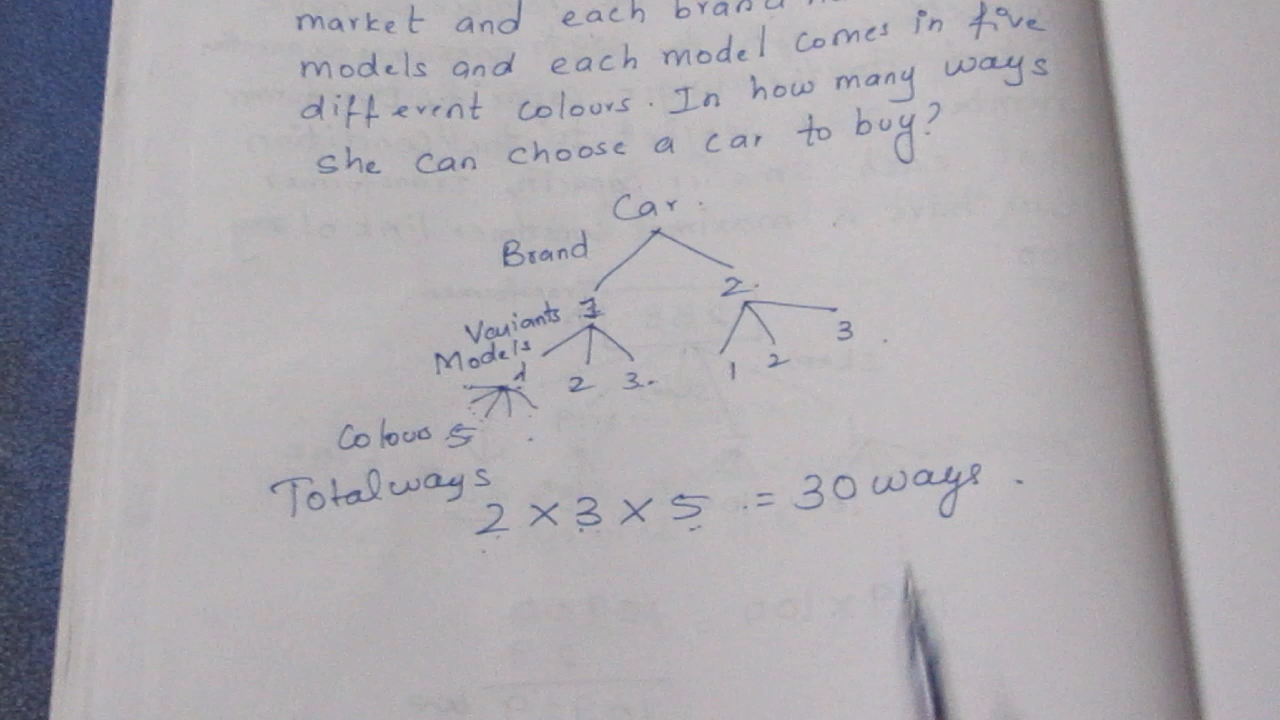 market and each brand
models and each model comes in five
different colours. In how many ways
she can choose a car to buy?
Car.
Brand
1 2.
Variants
Models
1 2 3. 1 2 3
Colours 5
Total ways
2 × 3 × 5 = 30 ways.